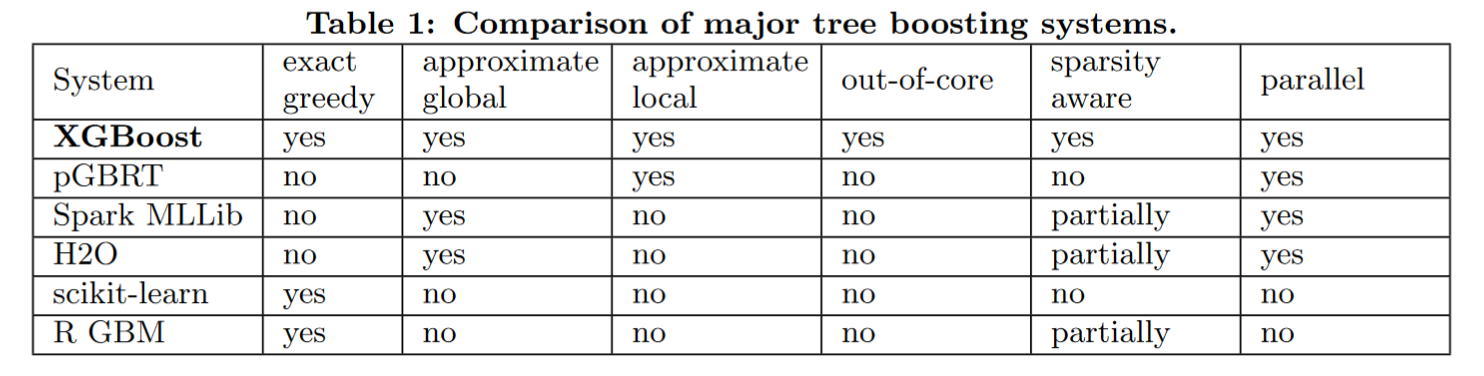 Table 1: Comparison of major tree boosting systems.
System exact greedy approximate global approximate local out-of-core sparsity aware parallel
XGBoost yes yes yes yes yes yes
pGBRT no no yes no no yes
Spark MLLib no yes no no partially yes
H2O no yes no no partially yes
scikit-learn yes no no no no no
R GBM yes no no no partially no